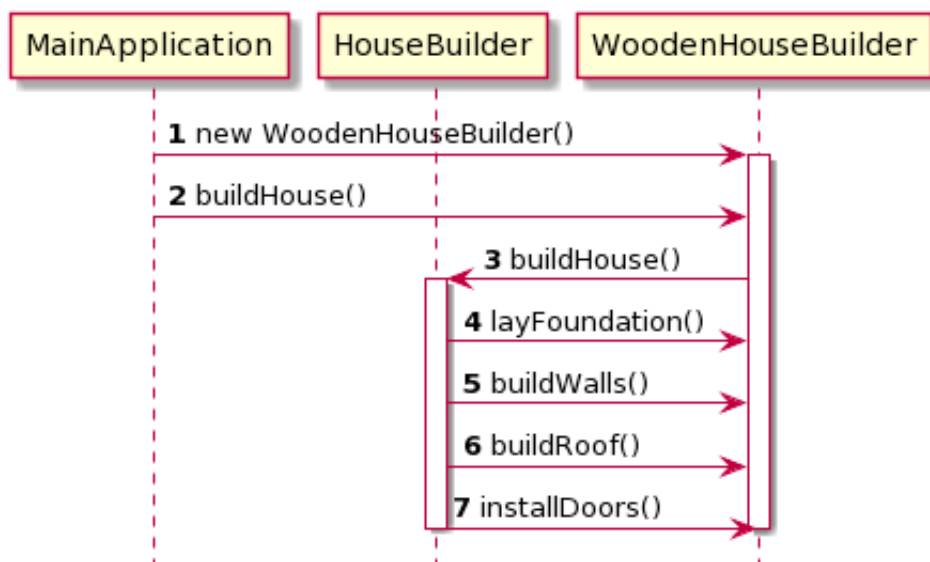 MainApplication HouseBuilder WoodenHouseBuilder
1 new WoodenHouseBuilder()
2 buildHouse()
3 buildHouse()
4 layFoundation()
5 buildWalls()
6 buildRoof()
7 installDoors()